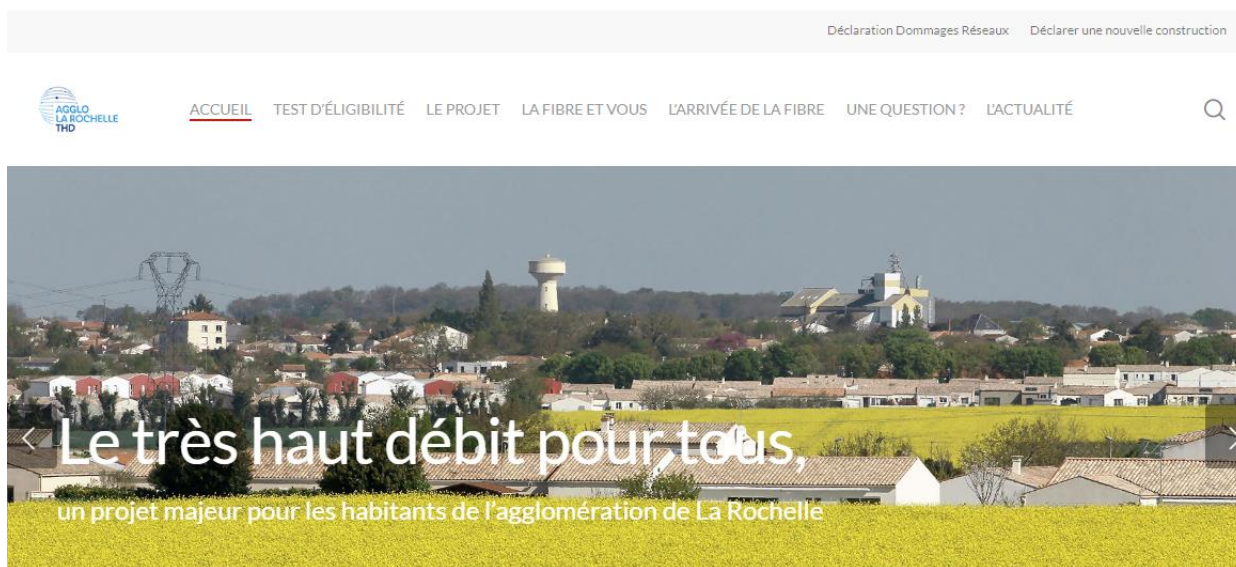 Déclaration Dommages Réseaux Déclarer une nouvelle construction
AGGLO
LA ROCHELLE
THD
ACCUEIL TEST D'ÉLIGIBILITÉ LE PROJET LA FIBRE ET VOUS L'ARRIVÉE DE LA FIBRE UNE QUESTION ? L'ACTUALITÉ
Le très haut débit pour tous,
un projet majeur pour les habitants de l'agglomération de La Rochelle